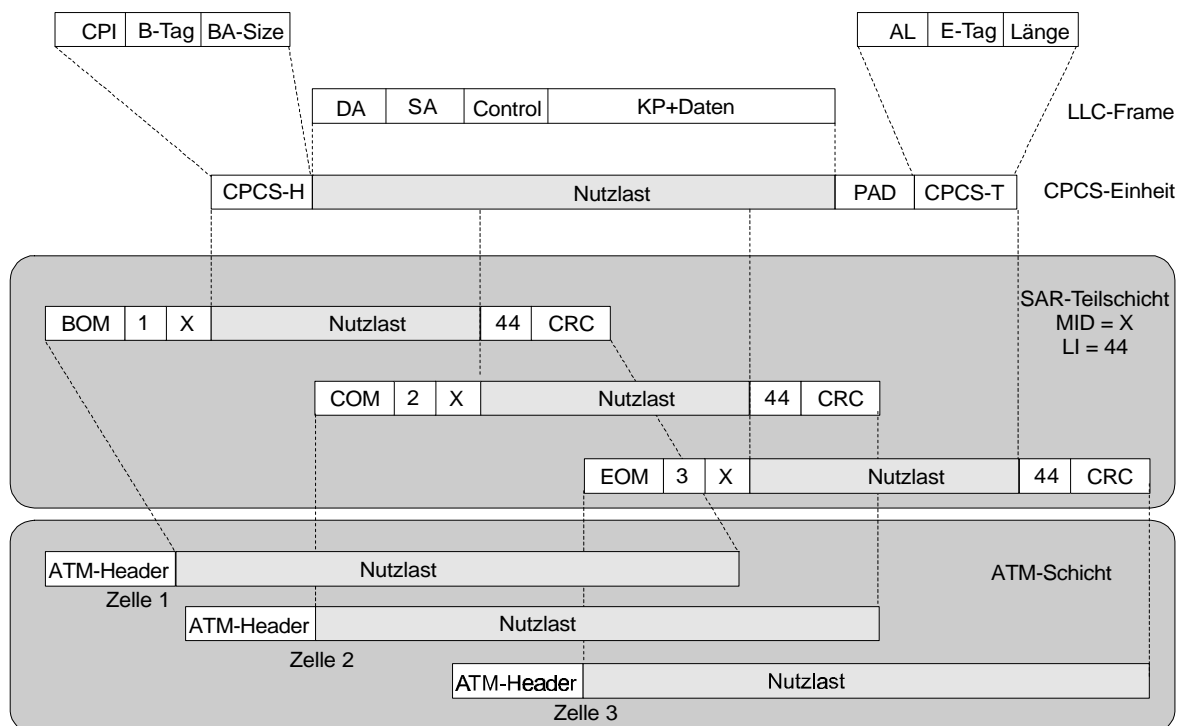 CPI B-Tag BA-Size
AL E-Tag Länge
DA SA Control KP+Daten
LLC-Frame
CPCS-H Nutzlast PAD CPCS-T
CPCS-Einheit
SAR-Teilschicht
MID = X
LI = 44
BOM 1 X Nutzlast 44 CRC
COM 2 X Nutzlast 44 CRC
EOM 3 X Nutzlast 44 CRC
ATM-Header Nutzlast
ATM-Schicht
Zelle 1
ATM-Header Nutzlast
Zelle 2
ATM-Header Nutzlast
Zelle 3